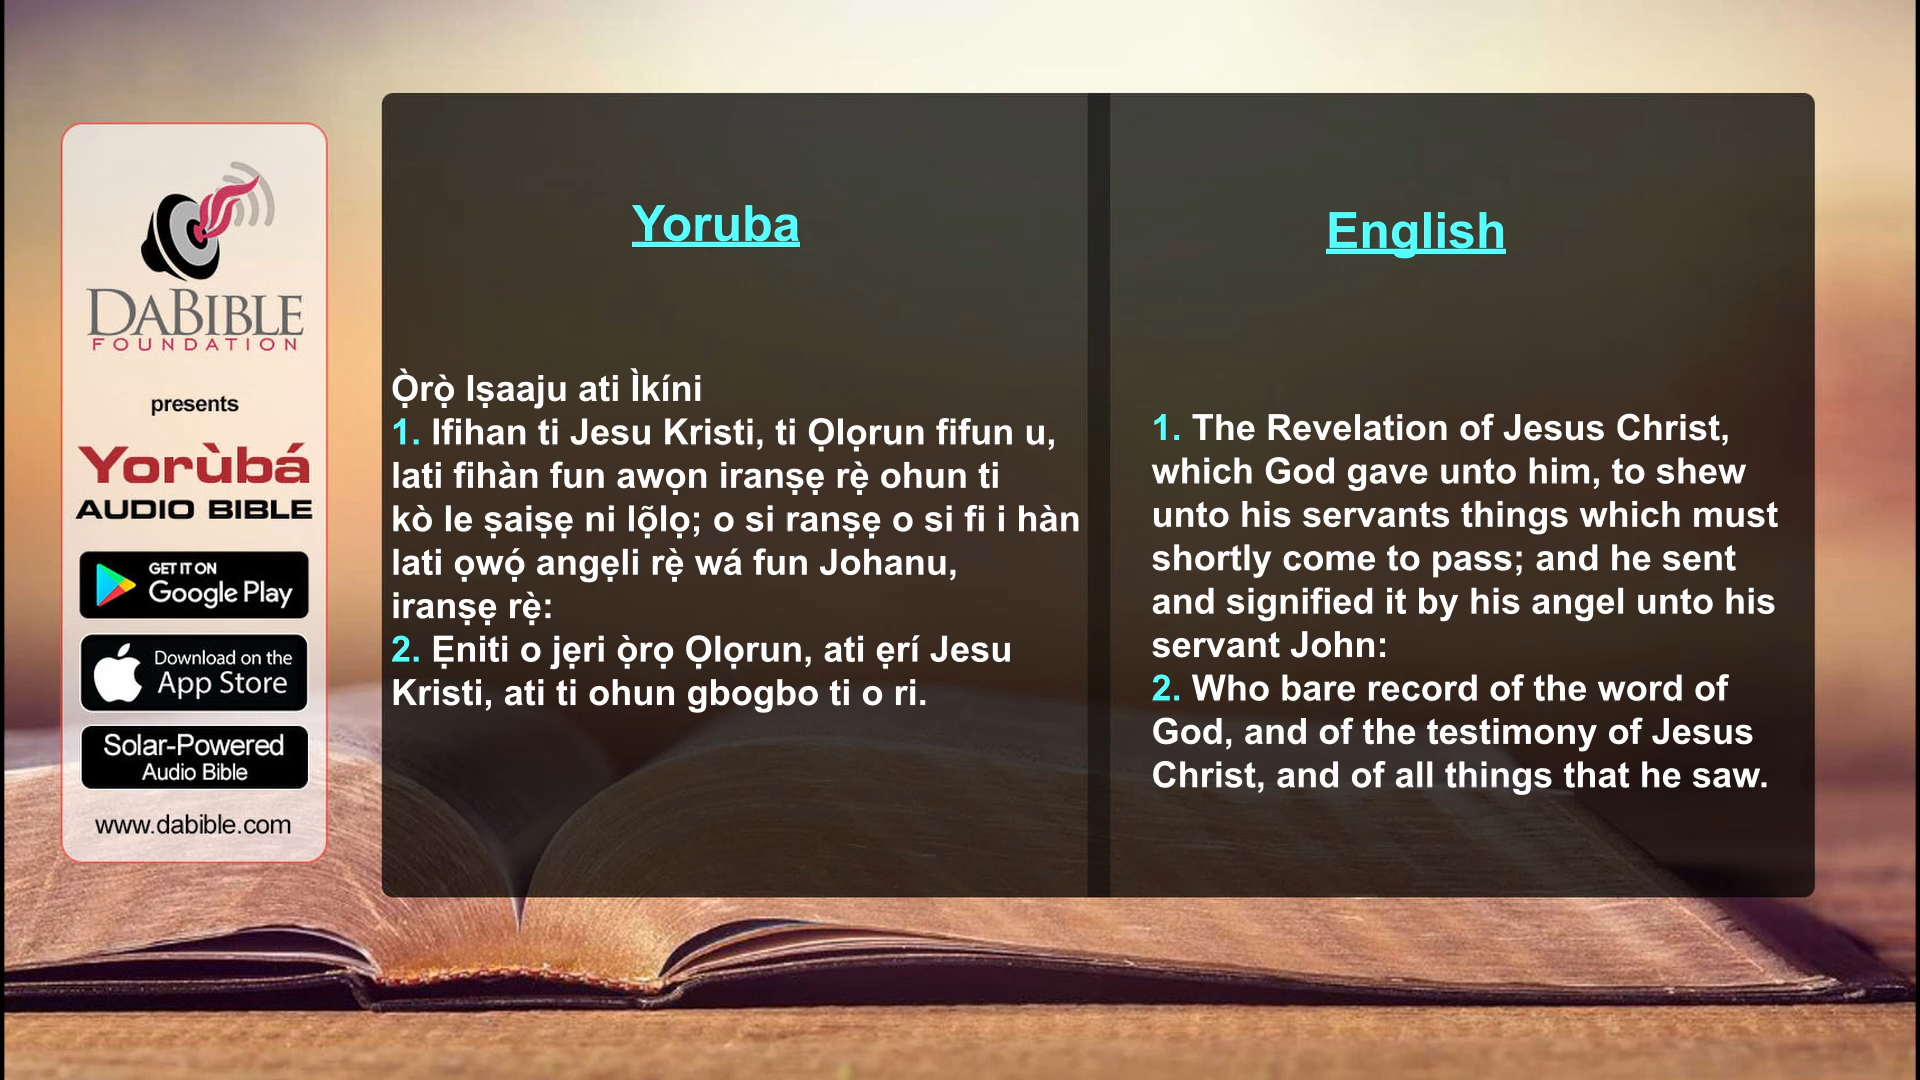 DABIBLE
FOUNDATION
presents
Yorùbá
AUDIO BIBLE
GET IT ON
Google Play
Download on the
App Store
Solar-Powered
Audio Bible
www.dabible.com
Yoruba
Ọ̀rọ̀ Iṣaaju ati Ìkíni
1. Ifihan ti Jesu Kristi, ti Ọlọrun fifun u,
lati fihàn fun awọn iranṣẹ rẹ̀ ohun ti
kò le ṣaiṣẹ ni lọ̃lọ; o si ranṣẹ o si fi i hàn
lati ọwọ́ angẹli rẹ̀ wá fun Johanu,
iranṣẹ rẹ̀:
2. Ẹniti o jẹri ọ̀rọ Ọlọrun, ati ẹrí Jesu
Kristi, ati ti ohun gbogbo ti o ri.
English
1. The Revelation of Jesus Christ,
which God gave unto him, to shew
unto his servants things which must
shortly come to pass; and he sent
and signified it by his angel unto his
servant John:
2. Who bare record of the word of
God, and of the testimony of Jesus
Christ, and of all things that he saw.